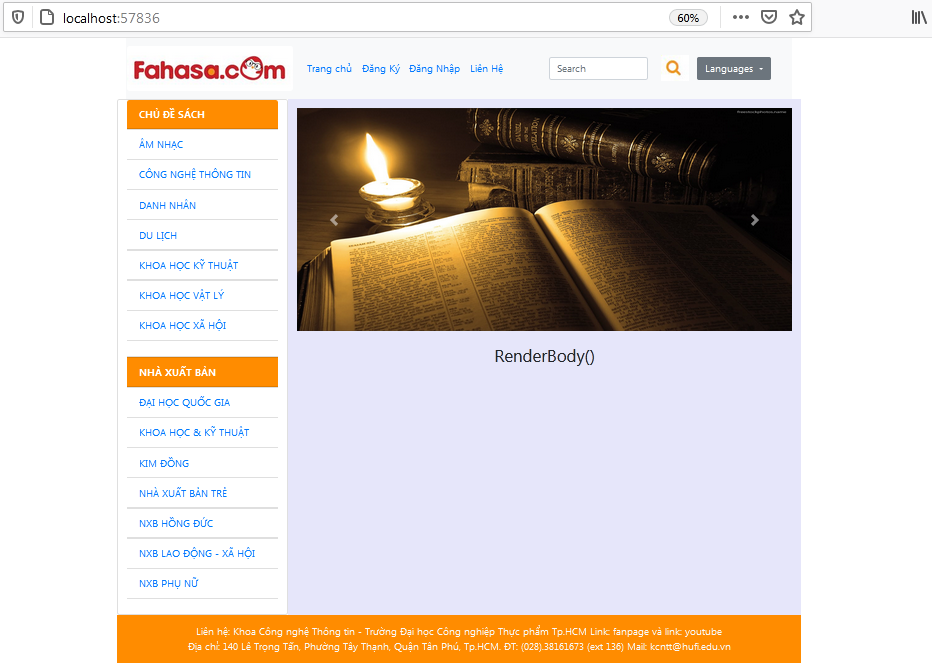 localhost:57836
60%
Fahasa.com
Trang chủ Đăng Ký Đăng Nhập Liên Hệ
Search
Languages
CHỦ ĐỀ SÁCH
ÂM NHẠC
CÔNG NGHỆ THÔNG TIN
DANH NHÂN
DU LỊCH
KHOA HỌC KỸ THUẬT
KHOA HỌC VẬT LÝ
KHOA HỌC XÃ HỘI
NHÀ XUẤT BẢN
ĐẠI HỌC QUỐC GIA
KHOA HỌC & KỸ THUẬT
KIM ĐỒNG
NHÀ XUẤT BẢN TRẺ
NXB HỒNG ĐỨC
NXB LAO ĐỘNG - XÃ HỘI
NXB PHỤ NỮ
DANIEL
REVELATION
RenderBody()
Liên hệ: Khoa Công nghệ Thông tin - Trường Đại học Công nghiệp Thực phẩm Tp.HCM Link: fanpage và link: youtube
Địa chỉ: 140 Lê Trọng Tấn, Phường Tây Thạnh, Quận Tân Phú, Tp.HCM. ĐT: (028).38161673 (ext 136) Mail: kcntt@hufi.edu.vn